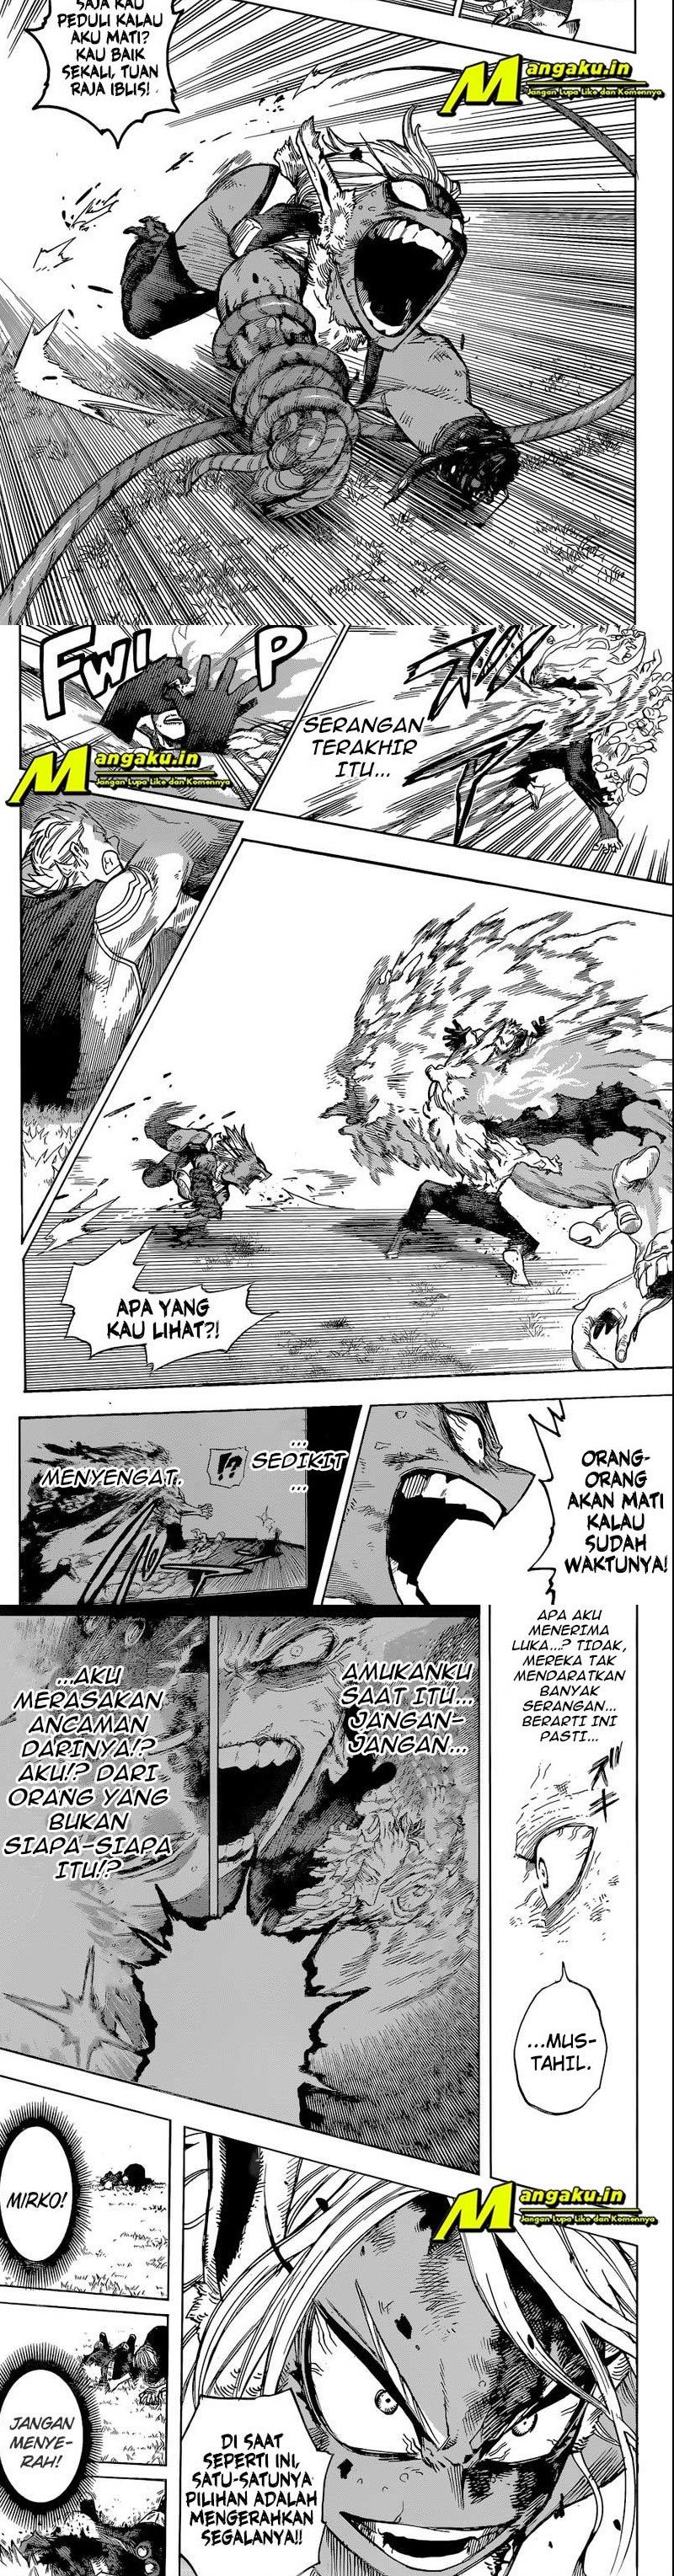 SAJA KAU
PEDULI KALAU
AKU MATI?
KAU BAIK
SEKALI, TUAN
RAJA IBLIS!
Mangaku.in
Jangan Lupa Like dan Komennya
FWIP
SERANGAN
TERAKHIR
ITU...
Mangaku.in
Jangan Lupa Like dan Komennya
APA YANG
KAU LIHAT?!
ORANG-
ORANG
AKAN MATI
KALAU
SUDAH
WAKTUNYA!
...
SEDIKIT
...
!?
MENYENGAT.
APA AKU
MENERIMA
LUKA...? TIDAK,
MEREKA TAK
MENDARATKAN
BANYAK
SERANGAN...
BERARTI INI
PASTI...
AMUKANKU
SAAT ITU...
JANGAN-
JANGAN...
...AKU
MERASAKAN
ANCAMAN
DARINYA!?
AKU!? DARI
ORANG YANG
BUKAN
SIAPA-SIAPA
ITU!?
...MUS-
TAHIL.
MIRKO!
Mangaku.in
Jangan Lupa Like dan Komennya
JANGAN
MENYE-
RAH!
DI SAAT
SEPERTI INI,
SATU-SATUNYA
PILIHAN ADALAH
MENGERAHKAN
SEGALANYA!!